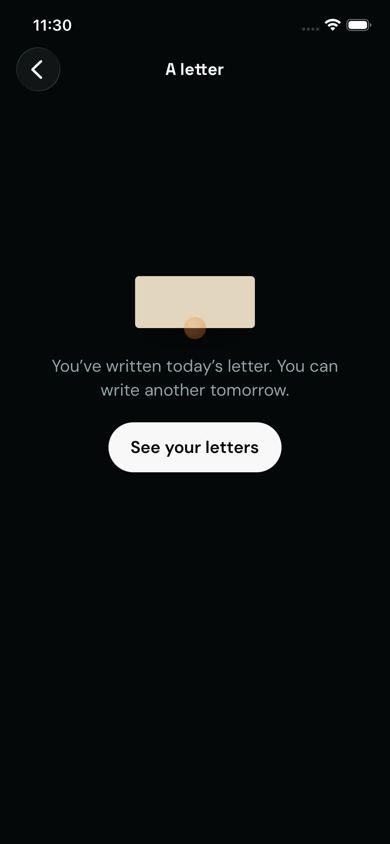 11:30
A letter
You’ve written today’s letter. You can
write another tomorrow.
See your letters